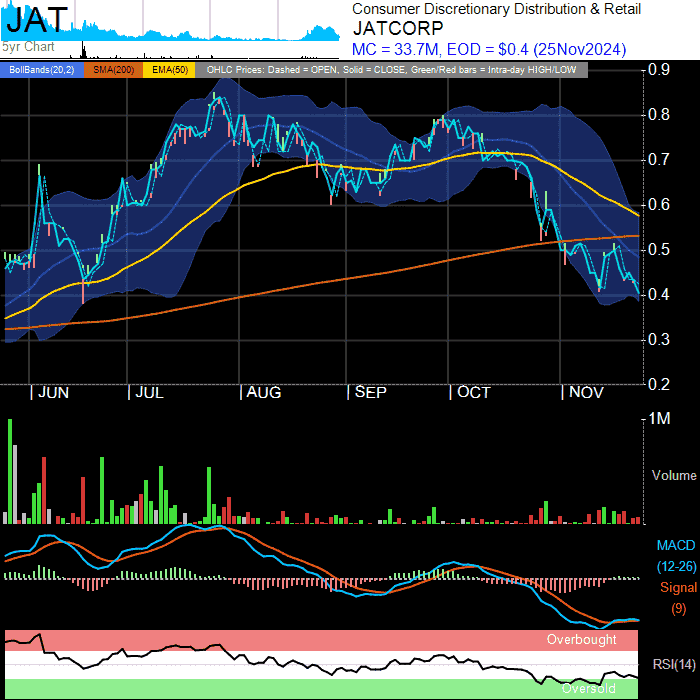 JAT
5yr Chart
Consumer Discretionary Distribution & Retail
JATCORP
MC = 33.7M, EOD = $0.4 (25Nov2024)
BollBands(20,2) SMA(200) EMA(50) OHLC Prices: Dashed = OPEN, Solid = CLOSE, Green/Red bars = Intra-day HIGH/LOW
0.9
0.8
0.7
0.6
0.5
0.4
0.3
0.2
JUN JUL AUG SEP OCT NOV
1M
Volume
MACD
(12-26)
Signal
(9)
Overbought
RSI(14)
Oversold